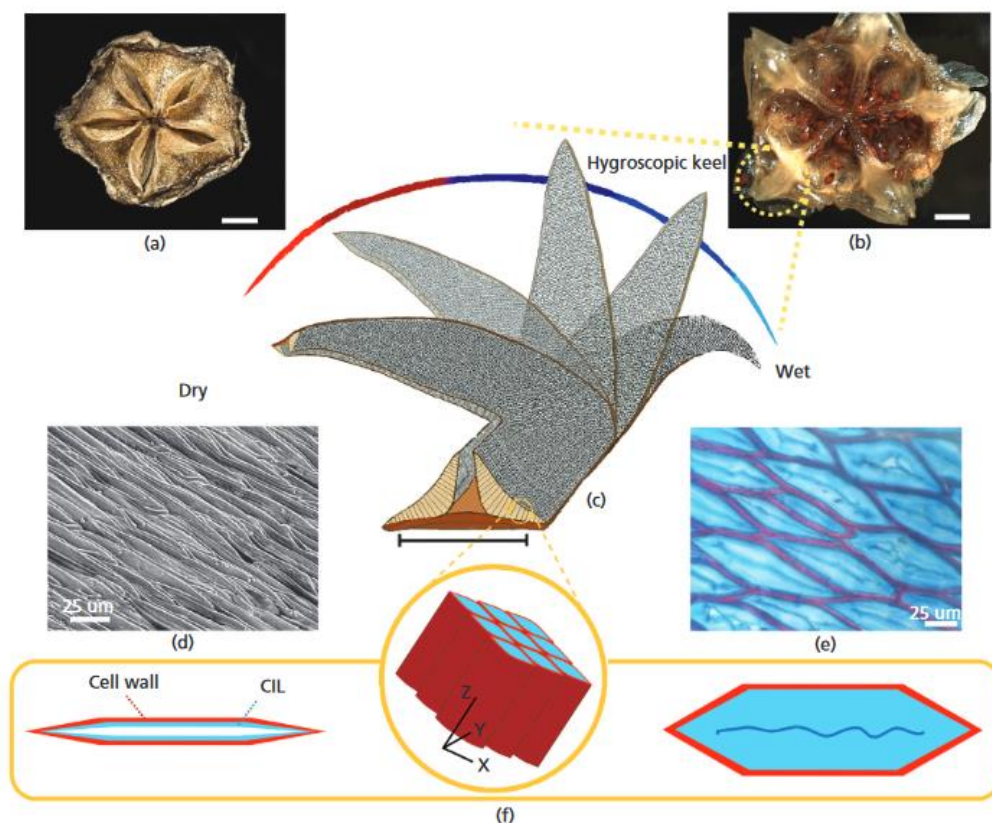 (a)
Hygroscopic keel
(b)
Dry
Wet
(c)
25 um
(d)
25 um
(e)
Cell wall
CIL
Z
Y
X
(f)